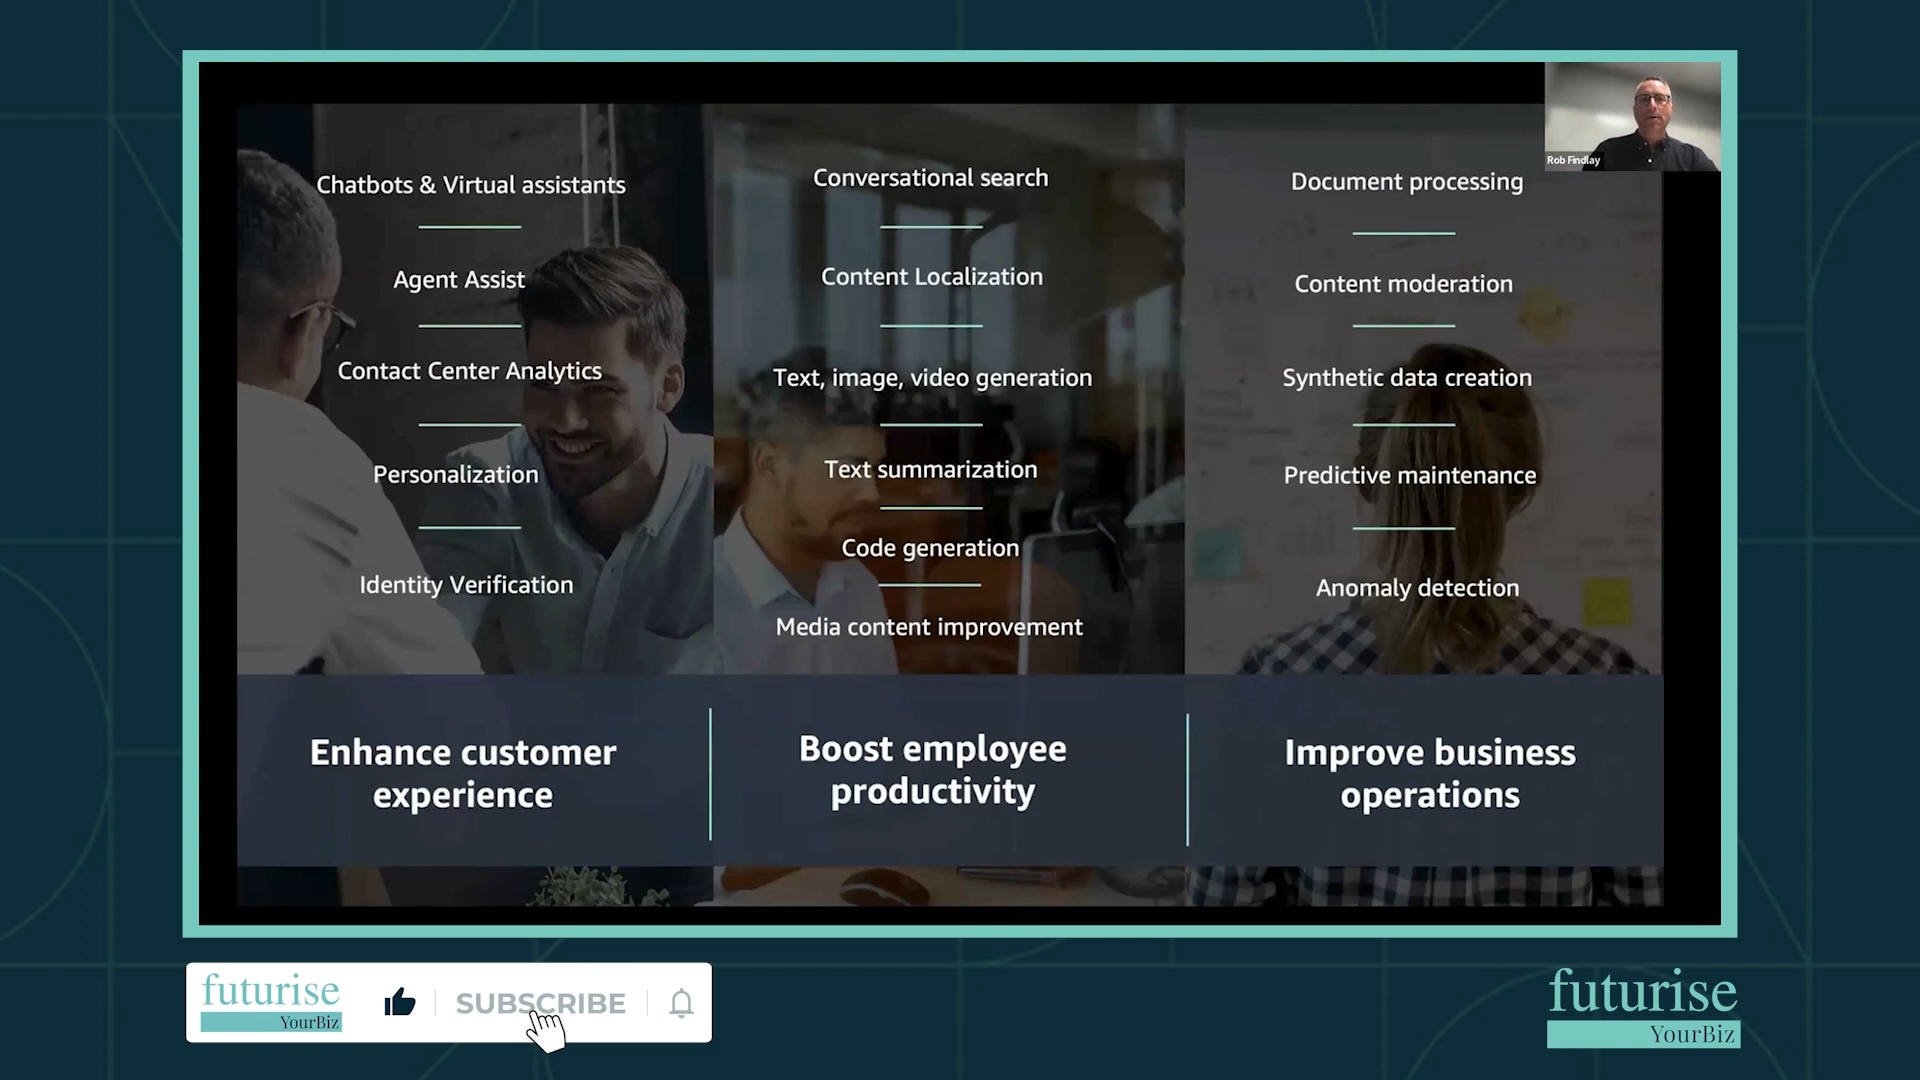 Rob Findlay
Chatbots & Virtual assistants
Agent Assist
Contact Center Analytics
Personalization
Identity Verification
Enhance customer
experience
Conversational search
Content Localization
Text, image, video generation
Text summarization
Code generation
Media content improvement
Boost employee
productivity
Document processing
Content moderation
Synthetic data creation
Predictive maintenance
Anomaly detection
Improve business
operations
futurise
YourBiz
SUBSCRIBE
futurise
YourBiz